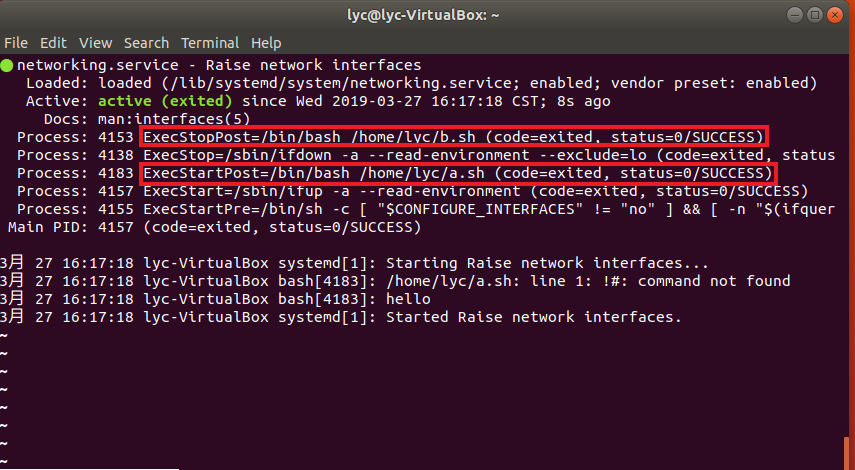 lyc@lyc-VirtualBox: ~
File Edit View Search Terminal Help
networking.service - Raise network interfaces
Loaded: loaded (/lib/systemd/system/networking.service; enabled; vendor preset: enabled)
Active: active (exited) since Wed 2019-03-27 16:17:18 CST; 8s ago
Docs: man:interfaces(5)
Process: 4153 ExecStopPost=/bin/bash /home/lyc/b.sh (code=exited, status=0/SUCCESS)
Process: 4138 ExecStop=/sbin/ifdown -a --read-environment --exclude=lo (code=exited, status
Process: 4183 ExecStartPost=/bin/bash /home/lyc/a.sh (code=exited, status=0/SUCCESS)
Process: 4157 ExecStart=/sbin/ifup -a --read-environment (code=exited, status=0/SUCCESS)
Process: 4155 ExecStartPre=/bin/sh -c [ "$CONFIGURE_INTERFACES" != "no" ] && [ -n "$(ifquer
Main PID: 4157 (code=exited, status=0/SUCCESS)
3月 27 16:17:18 lyc-VirtualBox systemd[1]: Starting Raise network interfaces...
3月 27 16:17:18 lyc-VirtualBox bash[4183]: /home/lyc/a.sh: line 1: !#: command not found
3月 27 16:17:18 lyc-VirtualBox bash[4183]: hello
3月 27 16:17:18 lyc-VirtualBox systemd[1]: Started Raise network interfaces.
~
~
~
~
~
~
~
~